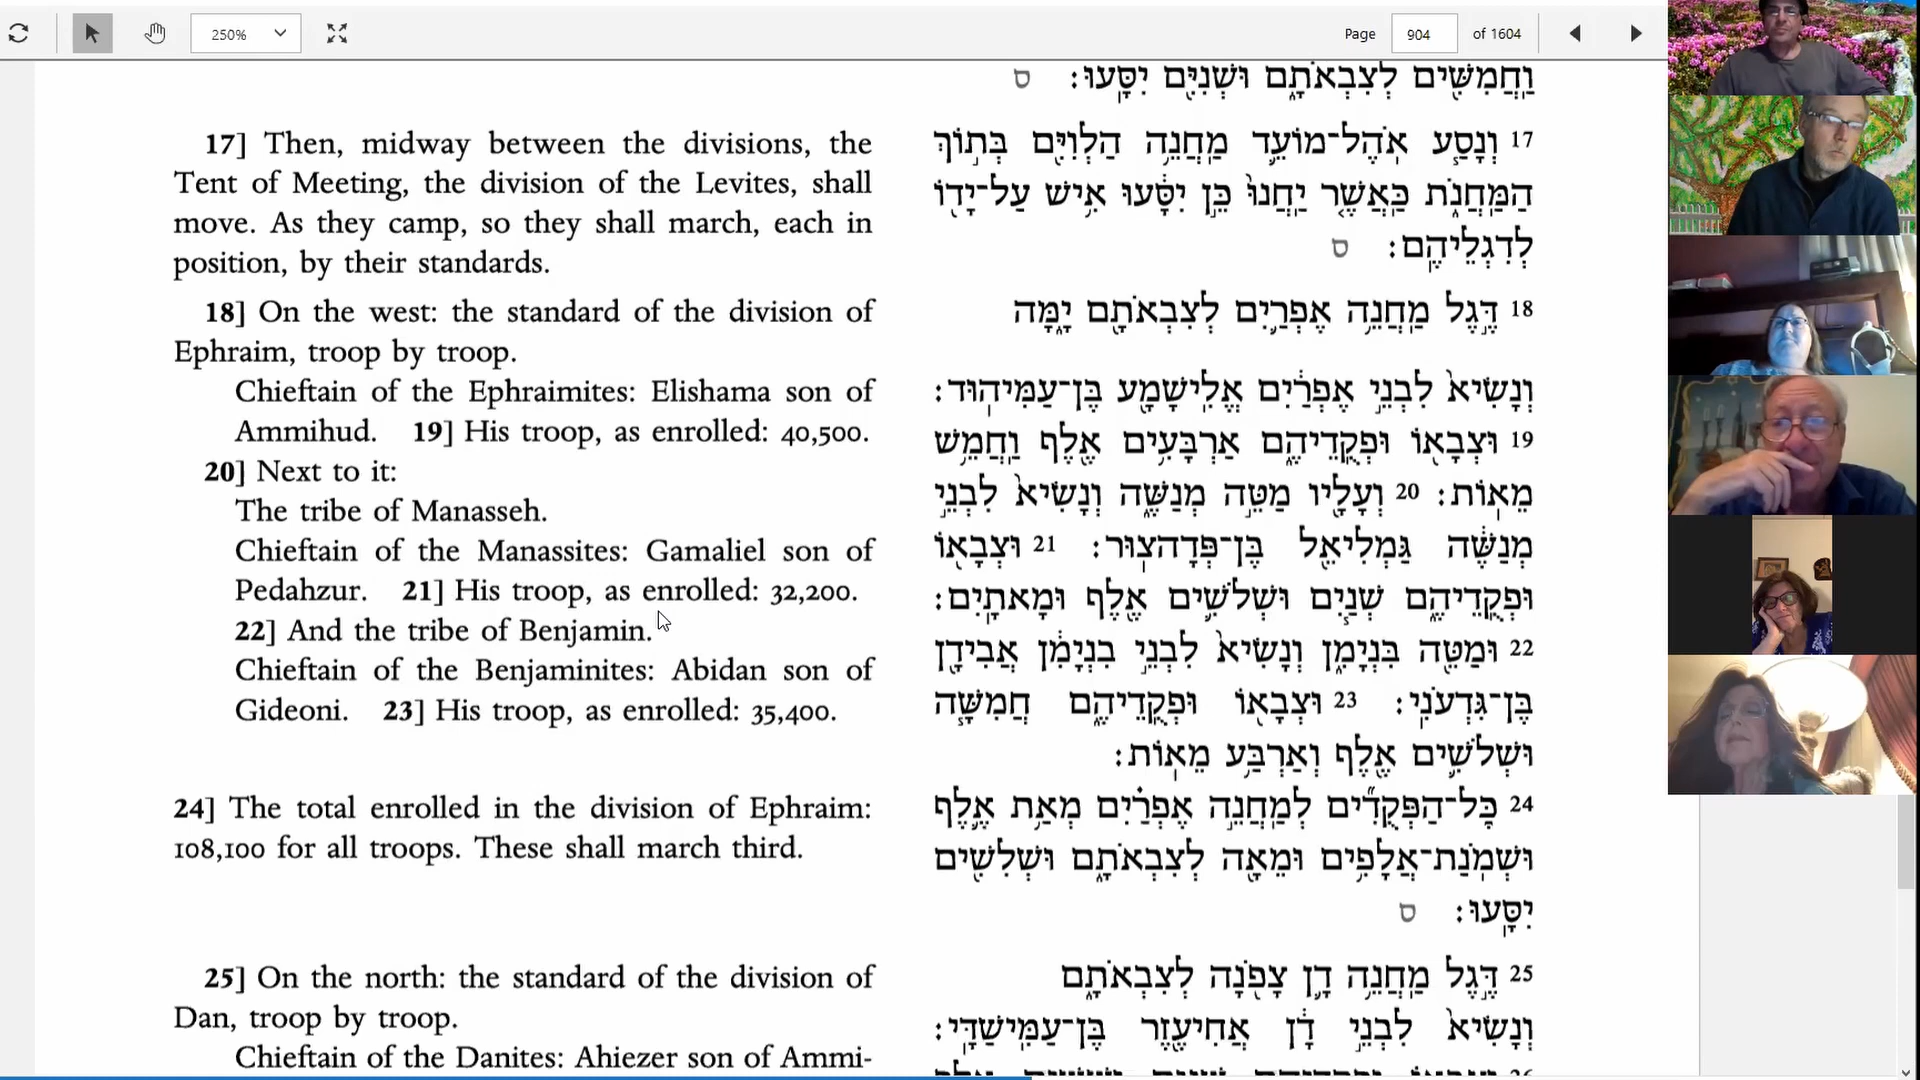 250%
Page 904 of 1604
17] Then, midway between the divisions, the
Tent of Meeting, the division of the Levites, shall
move. As they camp, so they shall march, each in
position, by their standards.
18] On the west: the standard of the division of
Ephraim, troop by troop.
Chieftain of the Ephraimites: Elishama son of
Ammihud. 19] His troop, as enrolled: 40,500.
20] Next to it:
The tribe of Manasseh.
Chieftain of the Manassites: Gamaliel son of
Pedahzur. 21] His troop, as enrolled: 32,200.
22] And the tribe of Benjamin.
Chieftain of the Benjaminites: Abidan son of
Gideoni. 23] His troop, as enrolled: 35,400.
24] The total enrolled in the division of Ephraim:
108,100 for all troops. These shall march third.
25] On the north: the standard of the division of
Dan, troop by troop.
Chieftain of the Danites: Ahiezer son of Ammi-
וַחֲמִשִּׁים לְצִבְאֹתָם וּשְׁנִיִּם יִסָּעוּ׃ ס
17 וְנָסַע אֹהֶל־מוֹעֵד מַחֲנֵה הַלְוִיִּם בְּתוֹךְ
הַמַּחֲנֹת כַּאֲשֶׁר יַחֲנוּ כֵּן יִסָּעוּ אִישׁ עַל־יָדוֹ
לְדִגְלֵיהֶם׃ ס
18 דֶּגֶל מַחֲנֵה אֶפְרַיִם לְצִבְאֹתָם יָמָּה
וְנָשִׂיא לִבְנֵי אֶפְרַיִם אֱלִישָׁמָע בֶּן־עַמִּיהוּד׃
19 וּצְבָאוֹ וּפְקֻדֵיהֶם אַרְבָּעִים אֶלֶף וַחֲמֵשׁ
מֵאוֹת׃ 20 וְעָלָיו מַטֵּה מְנַשֶּׁה וְנָשִׂיא לִבְנֵי
מְנַשֶּׁה גַּמְלִיאֵל בֶּן־פְּדָהצוּר׃ 21 וּצְבָאוֹ
וּפְקֻדֵיהֶם שְׁנַיִם וּשְׁלֹשִׁים אֶלֶף וּמָאתָיִם׃
22 וּמַטֵּה בִּנְיָמִן וְנָשִׂיא לִבְנֵי בִנְיָמִן אֲבִידָן
בֶּן־גִּדְעֹנִי׃ 23 וּצְבָאוֹ וּפְקֻדֵיהֶם חֲמִשָּׁה
וּשְׁלֹשִׁים אֶלֶף וְאַרְבַּע מֵאוֹת׃
24 כָּל־הַפְּקֻדִים לְמַחֲנֵה אֶפְרַיִם מְאַת אֶלֶף
וּשְׁמֹנַת־אֲלָפִים וּמֵאָה לְצִבְאֹתָם וּשְׁלִשִׁים
יִסָּעוּ׃ ס
25 דֶּגֶל מַחֲנֵה דָן צָפֹנָה לְצִבְאֹתָם
וְנָשִׂיא לִבְנֵי דָן אֲחִיעֶזֶר בֶּן־עַמִּישַׁדָּי׃